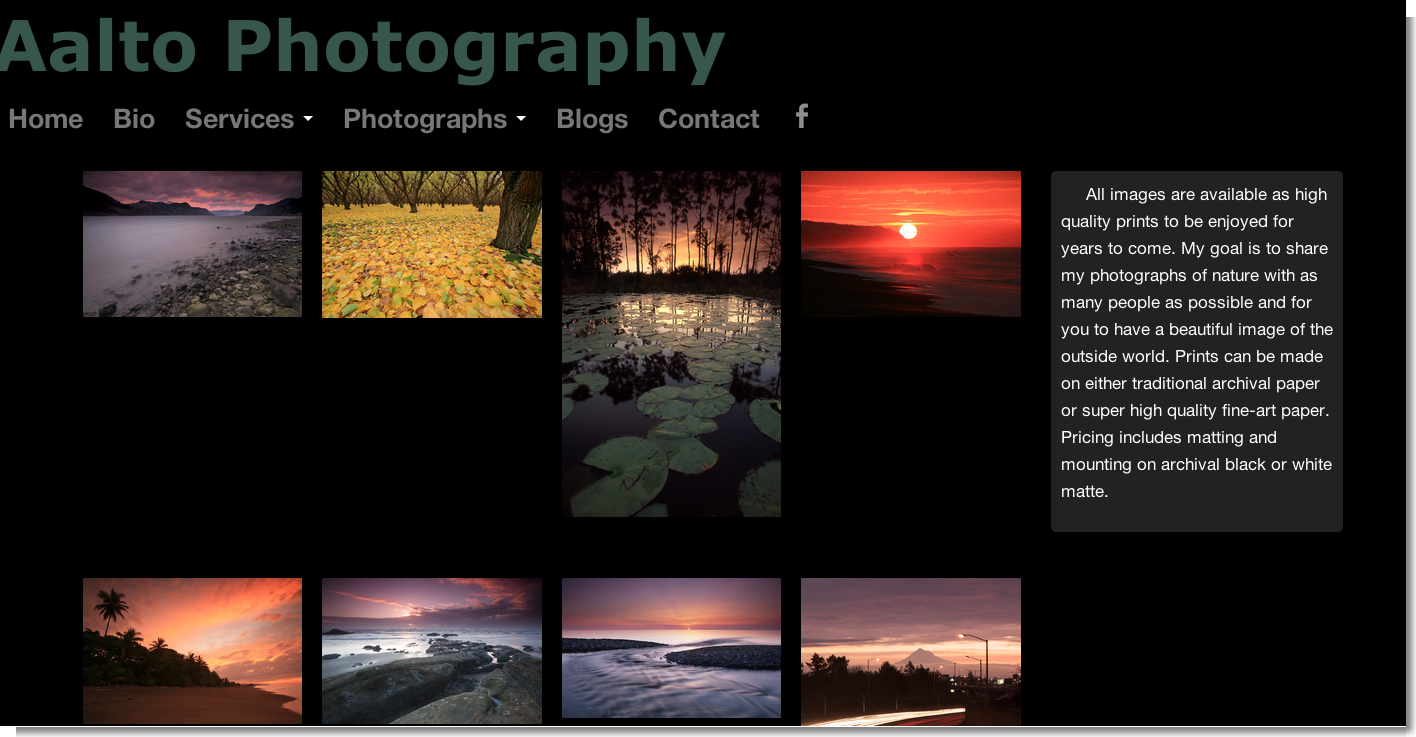 Aalto Photography
Home Bio Services Photographs Blogs Contact f
All images are available as high
quality prints to be enjoyed for
years to come. My goal is to share
my photographs of nature with as
many people as possible and for
you to have a beautiful image of the
outside world. Prints can be made
on either traditional archival paper
or super high quality fine-art paper.
Pricing includes matting and
mounting on archival black or white
matte.